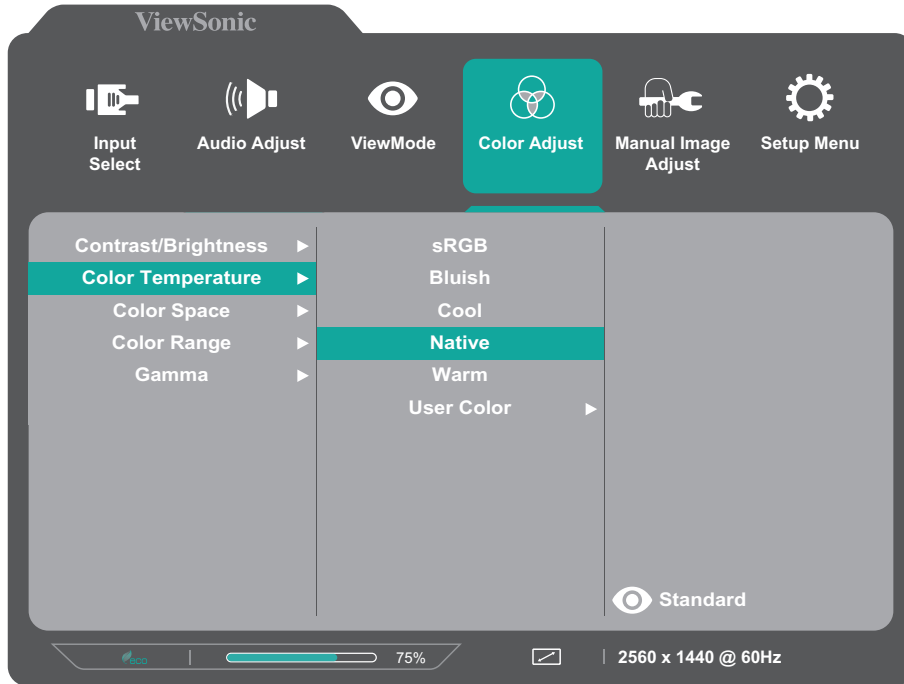 ViewSonic
Input
Select
Audio Adjust
ViewMode
Color Adjust
Manual Image
Adjust
Setup Menu
Contrast/Brightness
Color Temperature
Color Space
Color Range
Gamma
sRGB
Bluish
Cool
Native
Warm
User Color
Standard
eco
75%
2560 x 1440 @ 60Hz